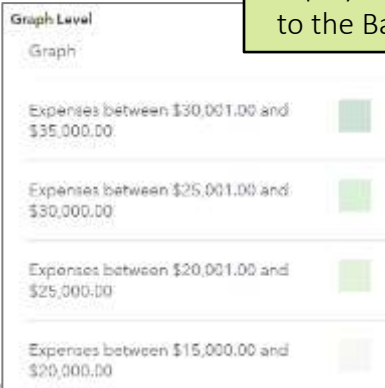 to the Ba
Graph Level
Graph
Expenses between $30,001.00 and
$35,000.00
Expenses between $25,001.00 and
$30,000.00
Expenses between $20,001.00 and
$25,000.00
Expenses between $15,000.00 and
$20,000.00